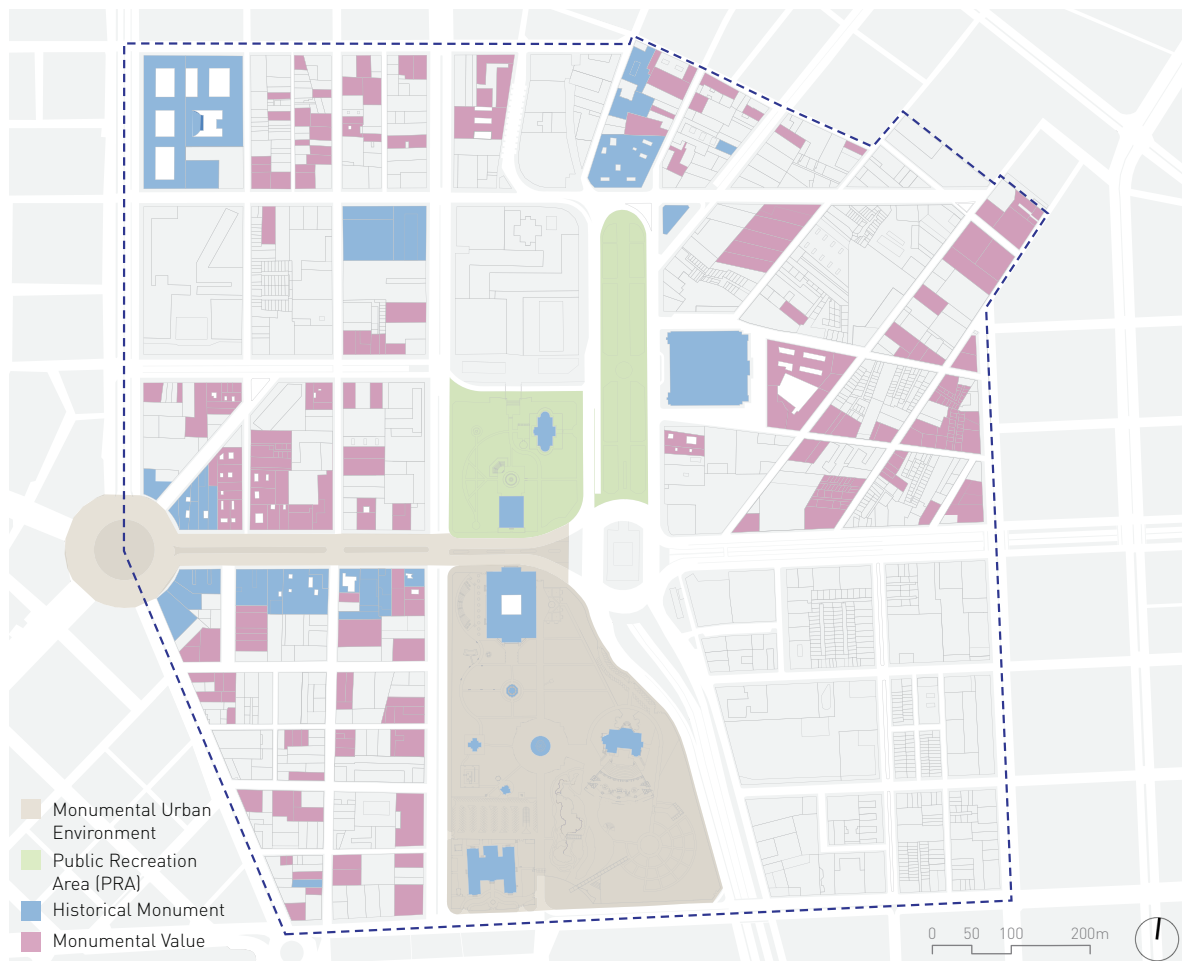 Monumental Urban
Environment
Public Recreation
Area (PRA)
Historical Monument
Monumental Value
0 50 100 200m